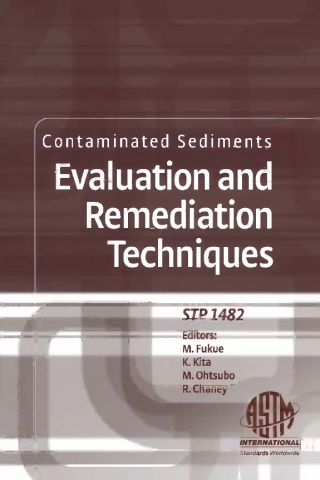 Contaminated Sediments
Evaluation and
Remediation
Techniques
STP 1482
Editors:
M. Fukue
K. Kita
M. Ohtsubo
R. Chaney
ASTM
INTERNATIONAL
Standards Worldwide